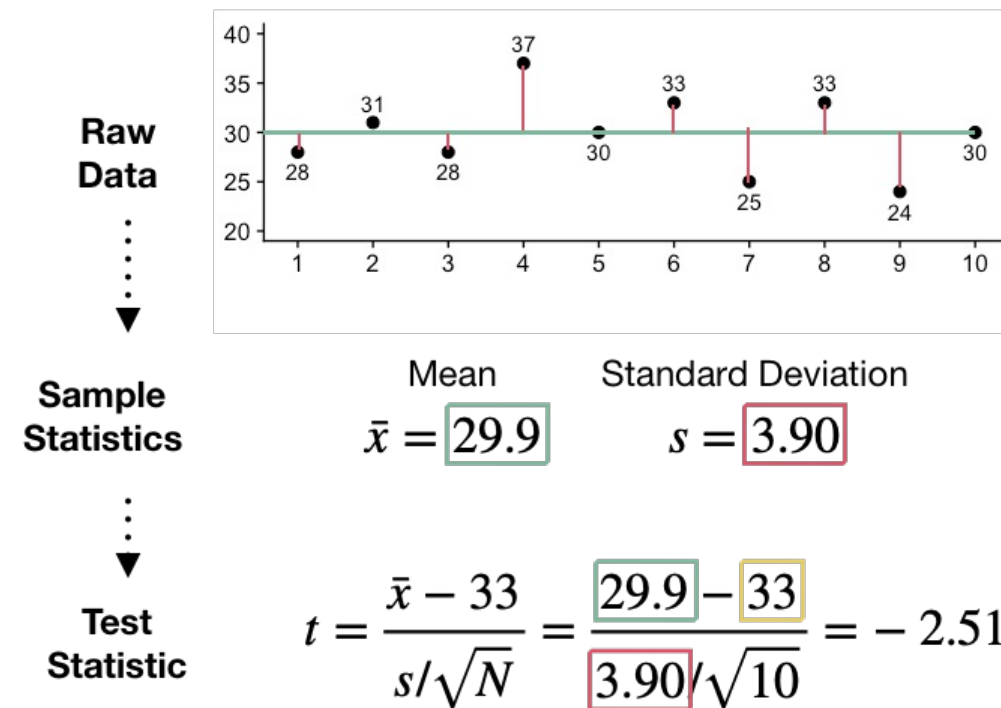 Raw
Data
40
35
30
25
20
28
31
28
37
30
33
25
33
24
30
1 2 3 4 5 6 7 8 9 10
Sample
Statistics
Mean
Standard Deviation
x̄ = 29.9
s = 3.90
Test
Statistic
t = (x̄ − 33) / (s/√N) = (29.9 − 33) / (3.90/√10) = − 2.51